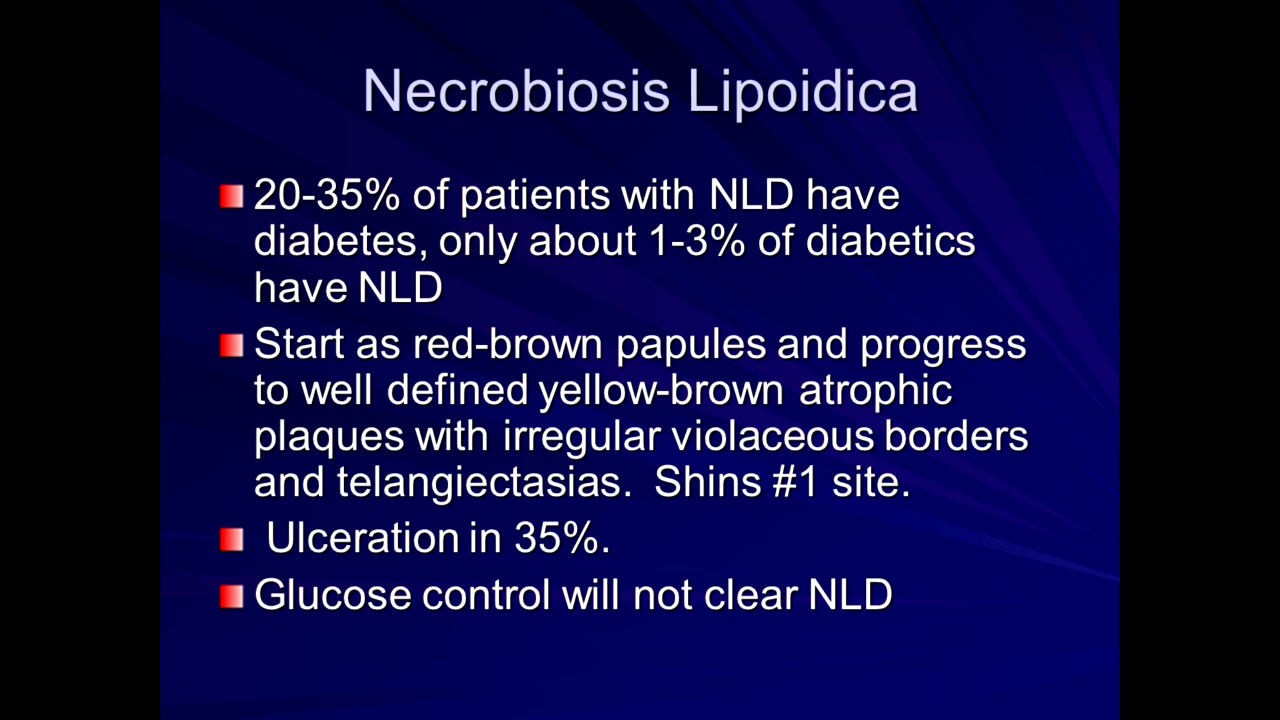 Necrobiosis Lipoidica
20-35% of patients with NLD have
diabetes, only about 1-3% of diabetics
have NLD
Start as red-brown papules and progress
to well defined yellow-brown atrophic
plaques with irregular violaceous borders
and telangiectasias.  Shins #1 site.
Ulceration in 35%.
Glucose control will not clear NLD